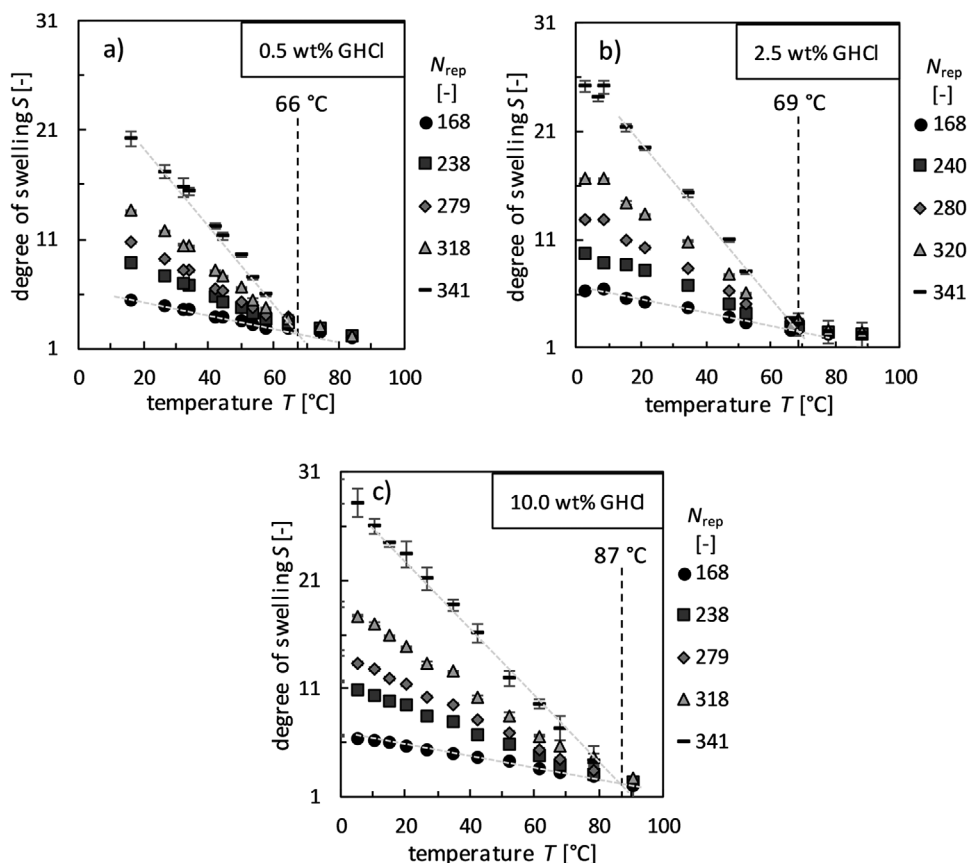 a)
0.5 wt% GHCl
66 °C
31
21
11
1
degree of swelling S [-]
0 20 40 60 80 100
temperature T [°C]
Nrep
[-]
168
238
279
318
341
b)
2.5 wt% GHCl
69 °C
31
21
11
1
degree of swelling S [-]
0 20 40 60 80 100
temperature T [°C]
Nrep
[-]
168
240
280
320
341
c)
10.0 wt% GHCl
87 °C
31
21
11
1
degree of swelling S [-]
0 20 40 60 80 100
temperature T [°C]
Nrep
[-]
168
238
279
318
341